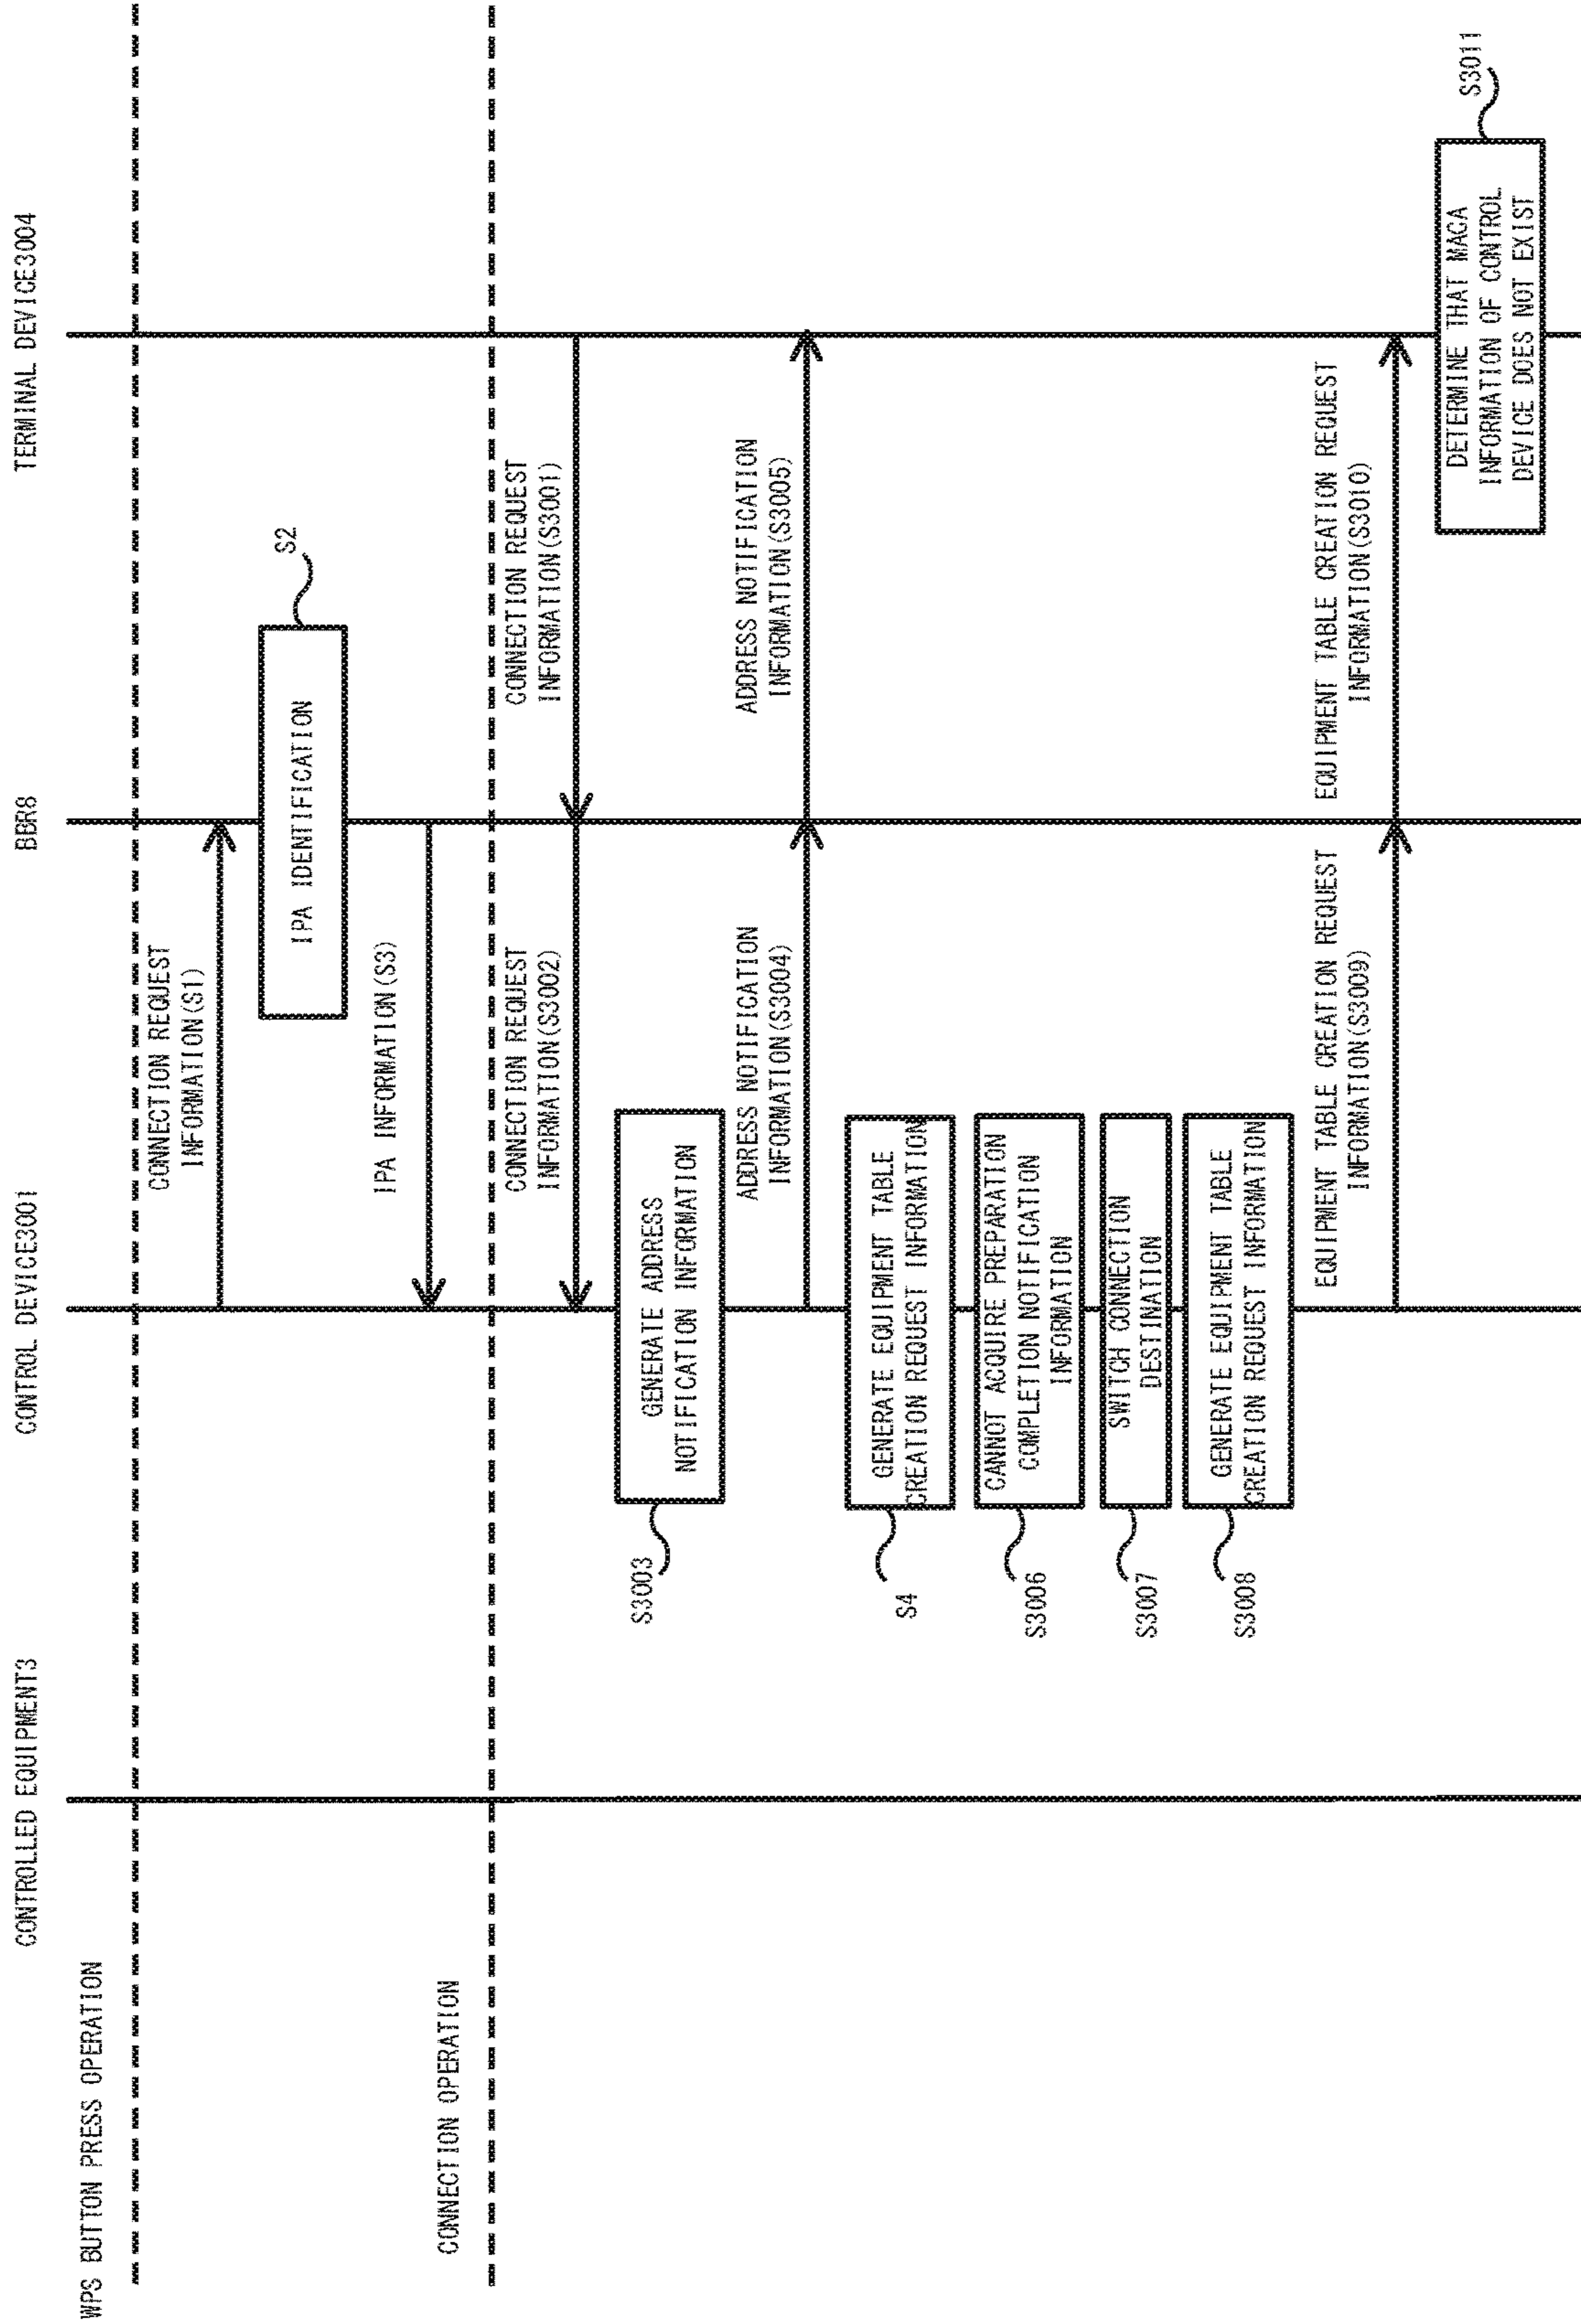 CONTROLLED EQUIPMENT3
CONTROL DEVICE3001
BBR8
TERMINAL DEVICE3004
WPS BUTTON PRESS OPERATION
CONNECTION REQUEST
INFORMATION(S1)
IPA IDENTIFICATION
S2
IPA INFORMATION(S3)
CONNECTION OPERATION
CONNECTION REQUEST
INFORMATION(S3002)
CONNECTION REQUEST
INFORMATION(S3001)
S3003
GENERATE ADDRESS
NOTIFICATION INFORMATION
ADDRESS NOTIFICATION
INFORMATION(S3004)
ADDRESS NOTIFICATION
INFORMATION(S3005)
S4
GENERATE EQUIPMENT TABLE
CREATION REQUEST INFORMATION
S3006
CANNOT ACQUIRE PREPARATION
COMPLETION NOTIFICATION
INFORMATION
S3007
SWITCH CONNECTION
DESTINATION
S3008
GENERATE EQUIPMENT TABLE
CREATION REQUEST INFORMATION
EQUIPMENT TABLE CREATION REQUEST
INFORMATION(S3009)
EQUIPMENT TABLE CREATION REQUEST
INFORMATION(S3010)
DETERMINE THAT MACA
INFORMATION OF CONTROL
DEVICE DOES NOT EXIST
S3011